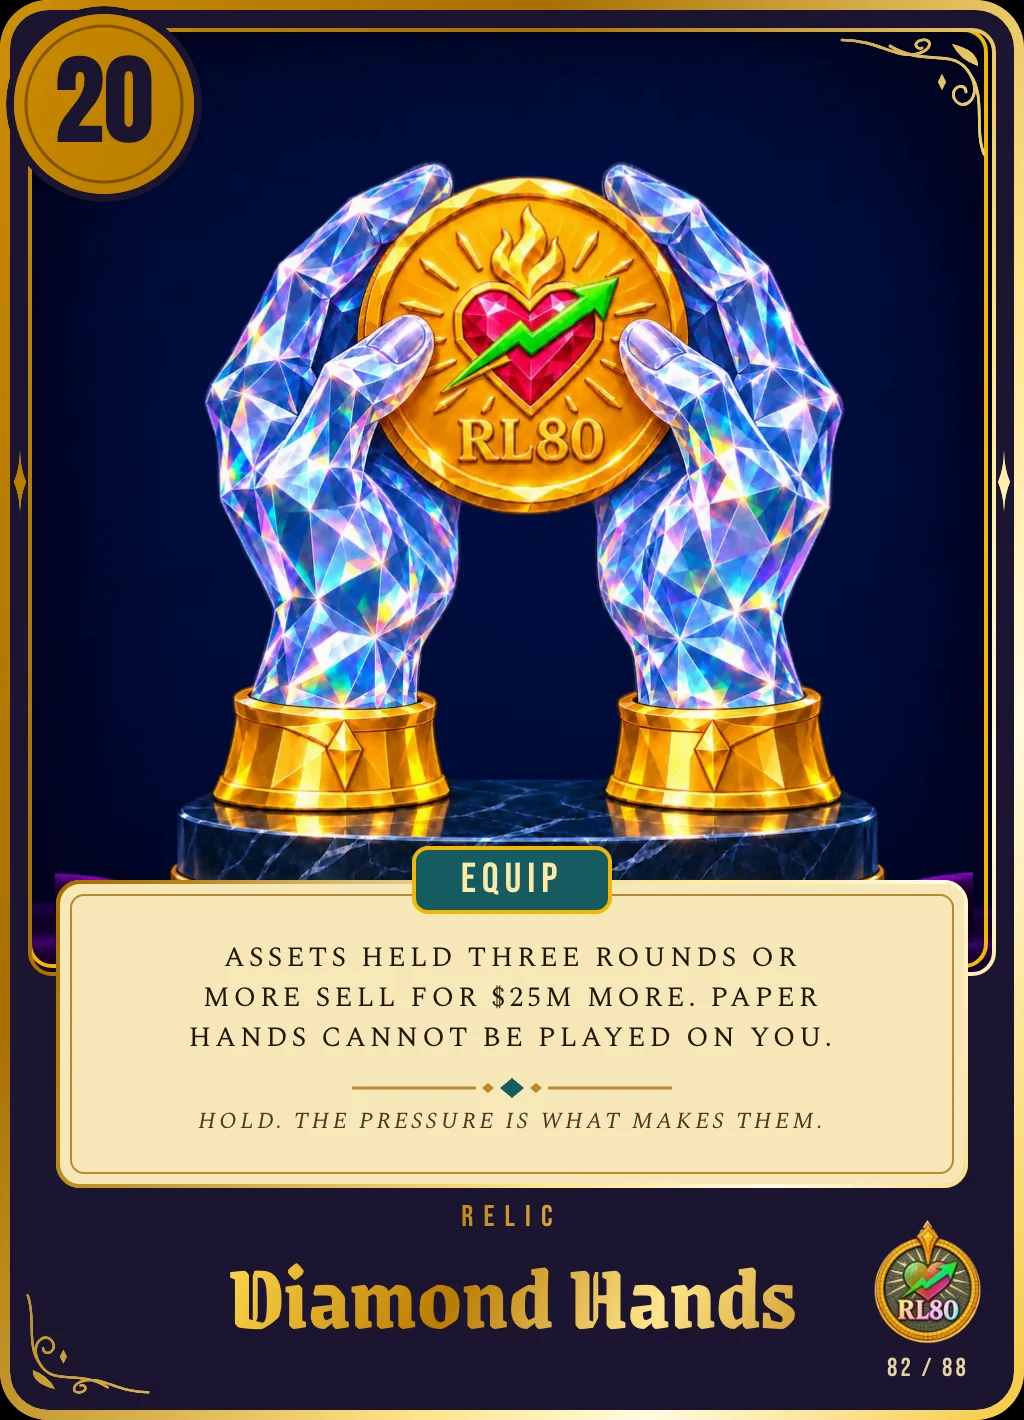 20
RL80
EQUIP
ASSETS HELD THREE ROUNDS OR
MORE SELL FOR $25M MORE. PAPER
HANDS CANNOT BE PLAYED ON YOU.
HOLD. THE PRESSURE IS WHAT MAKES THEM.
RELIC
Diamond Hands
RL80
82 / 88